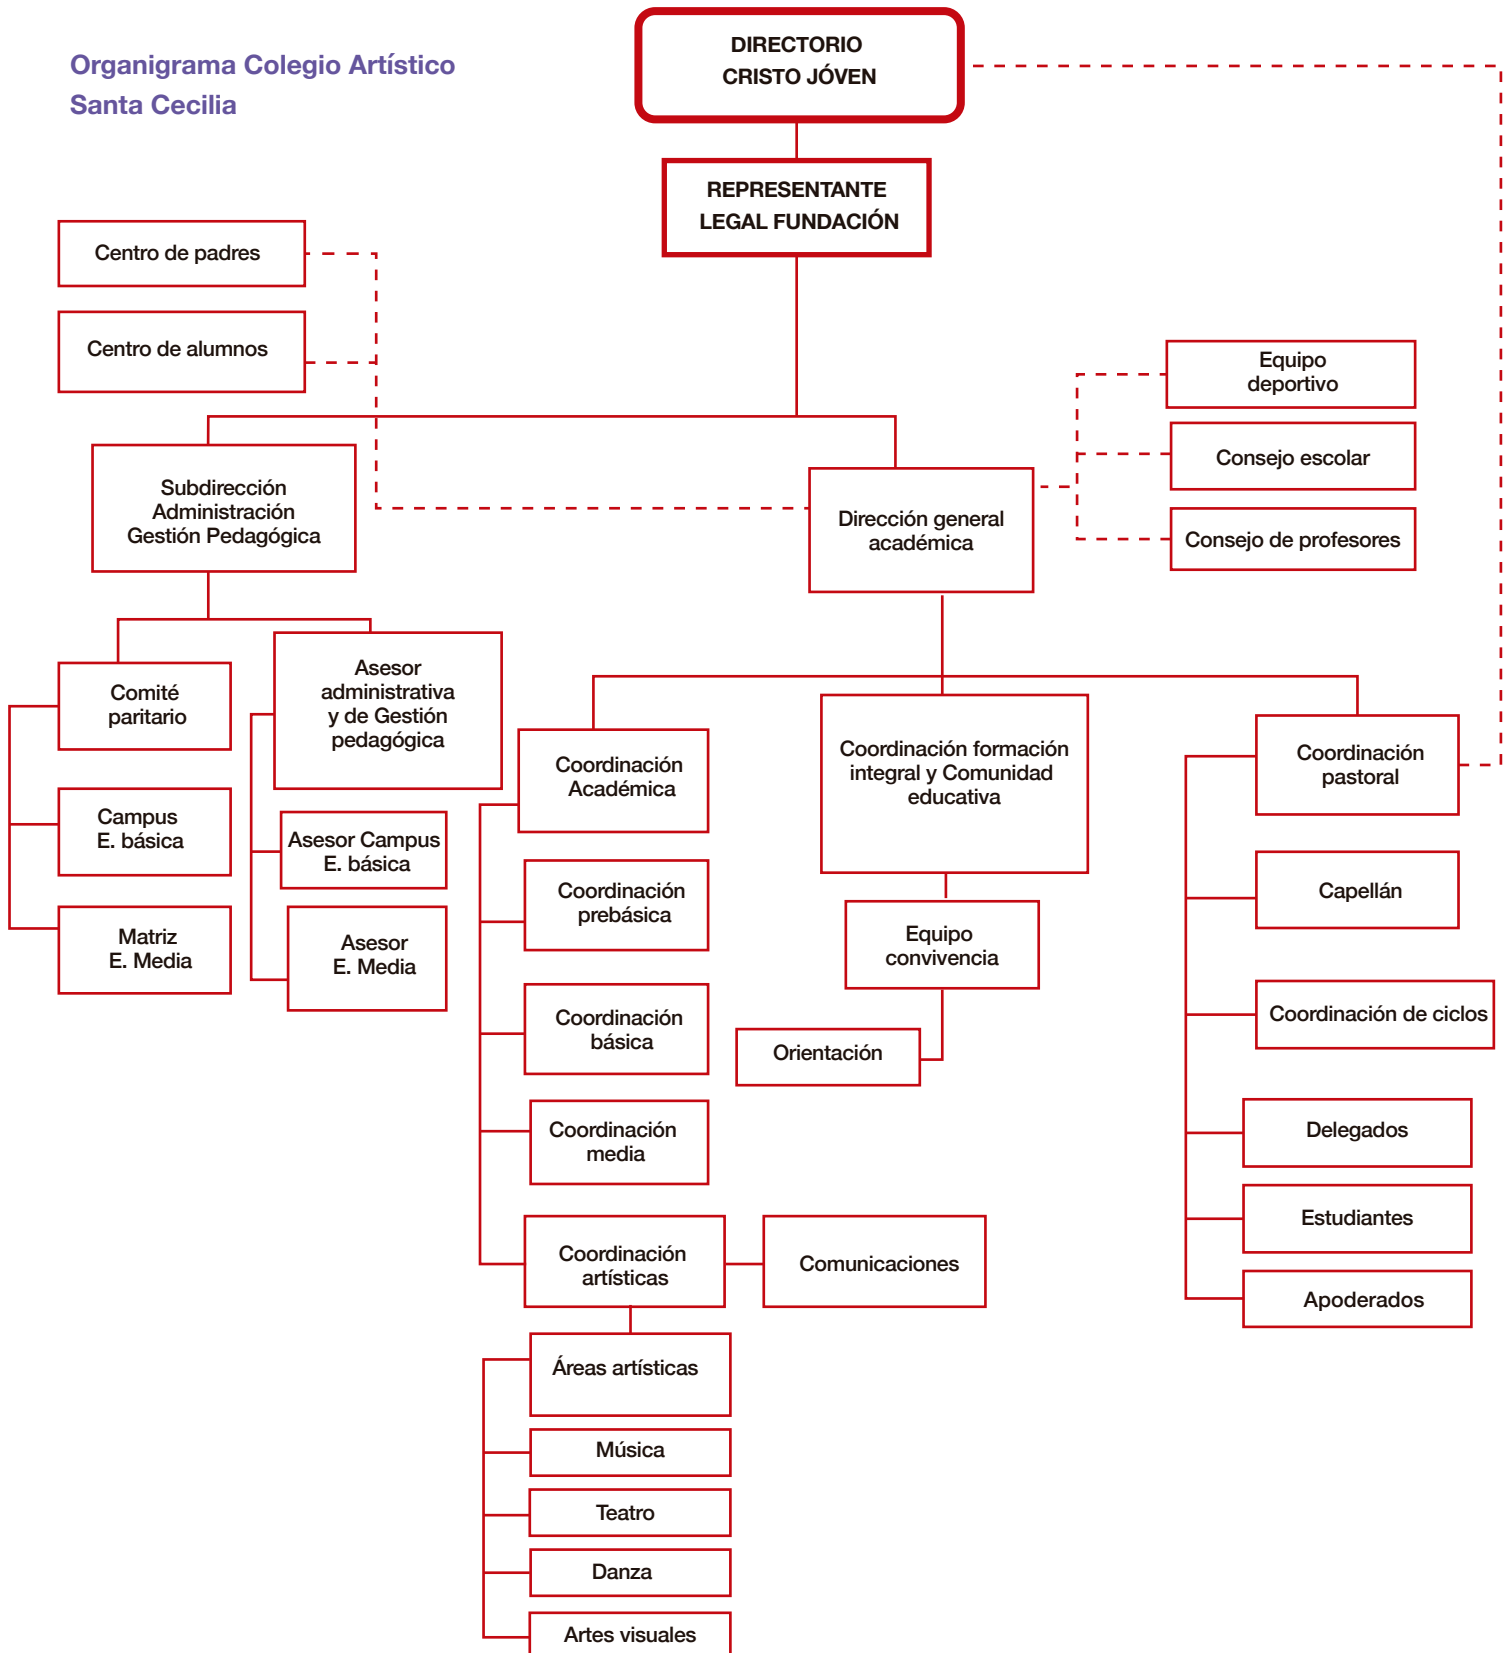 Organigrama Colegio Artístico
Santa Cecilia
DIRECTORIO
CRISTO JÓVEN
REPRESENTANTE
LEGAL FUNDACIÓN
Centro de padres
Centro de alumnos
Equipo
deportivo
Consejo escolar
Consejo de profesores
Subdirección
Administración
Gestión Pedagógica
Dirección general
académica
Comité
paritario
Campus
E. básica
Matriz
E. Media
Asesor
administrativa
y de Gestión
pedagógica
Asesor Campus
E. básica
Asesor
E. Media
Coordinación
Académica
Coordinación
prebásica
Coordinación
básica
Coordinación
media
Coordinación
artísticas
Comunicaciones
Áreas artísticas
Música
Teatro
Danza
Artes visuales
Coordinación formación
integral y Comunidad
educativa
Equipo
convivencia
Orientación
Coordinación
pastoral
Capellán
Coordinación de ciclos
Delegados
Estudiantes
Apoderados